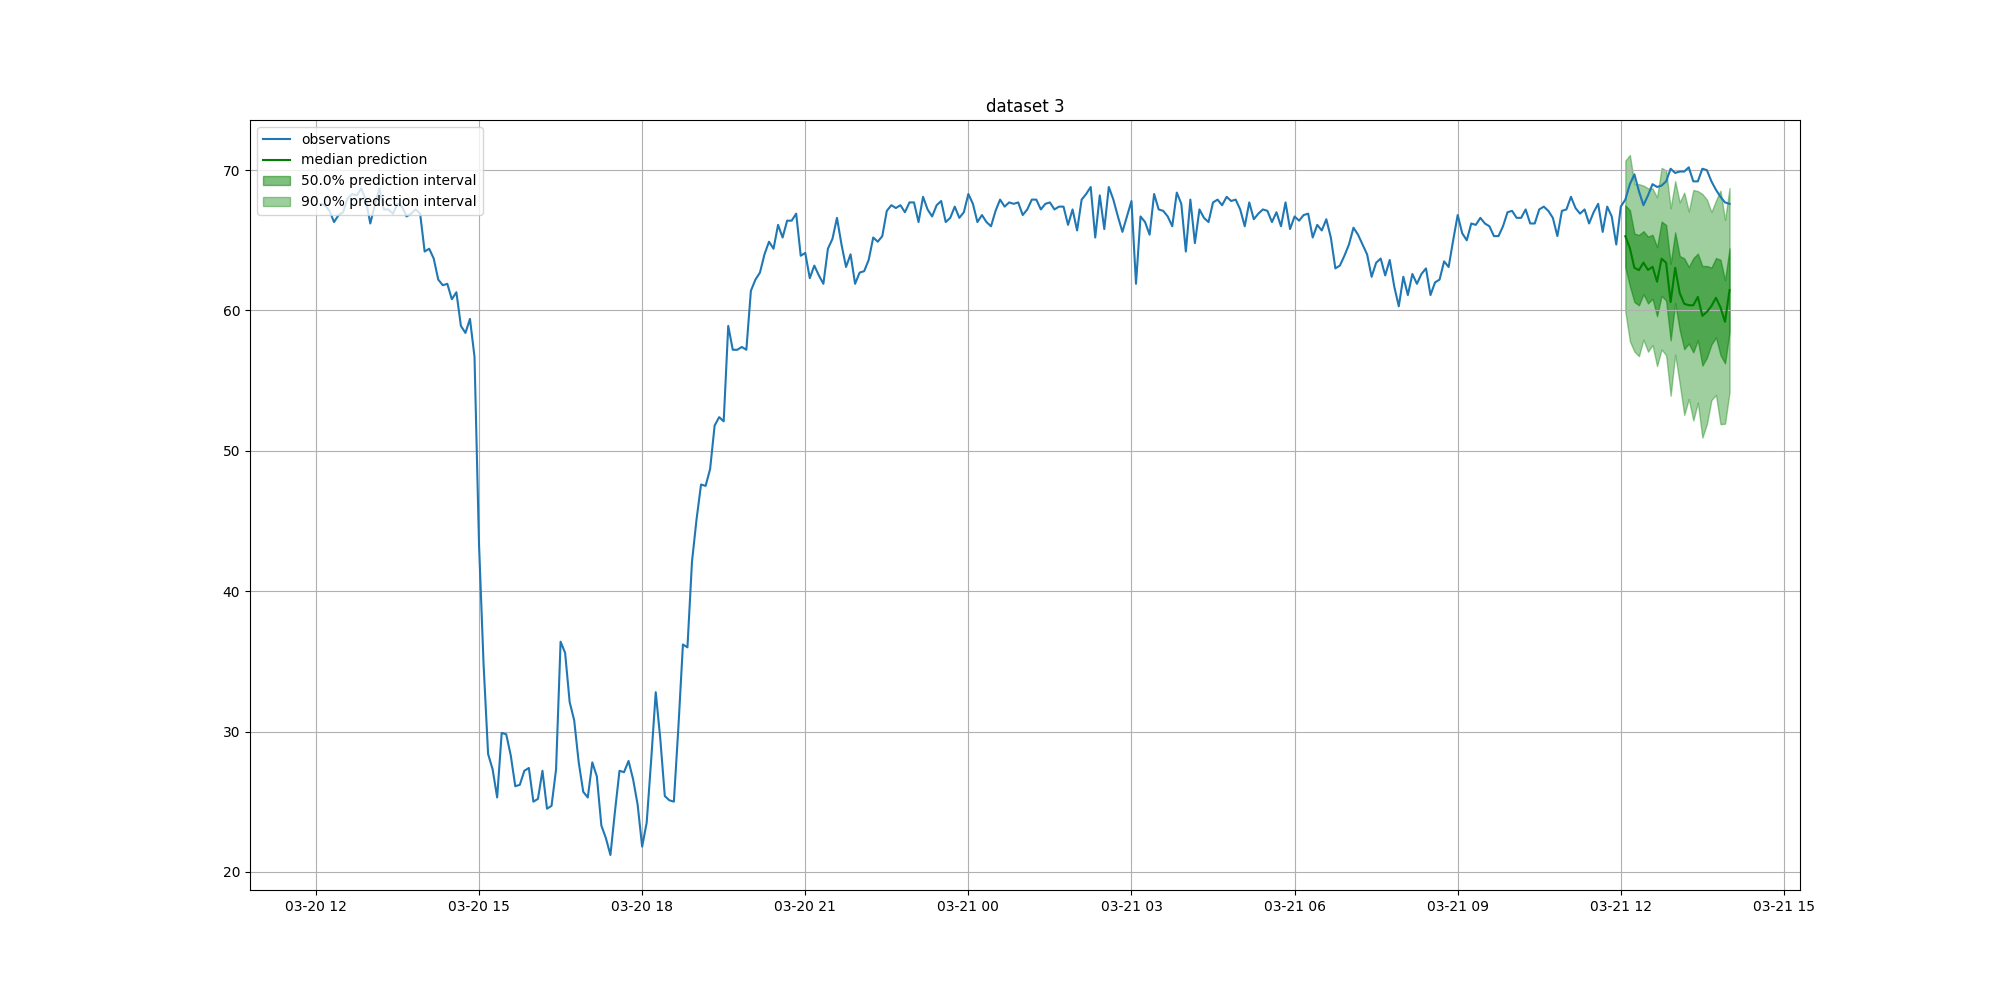 dataset 3
observations
median prediction
50.0% prediction interval
90.0% prediction interval
70
60
50
40
30
20
03-20 12 03-20 15 03-20 18 03-20 21 03-21 00 03-21 03 03-21 06 03-21 09 03-21 12 03-21 15